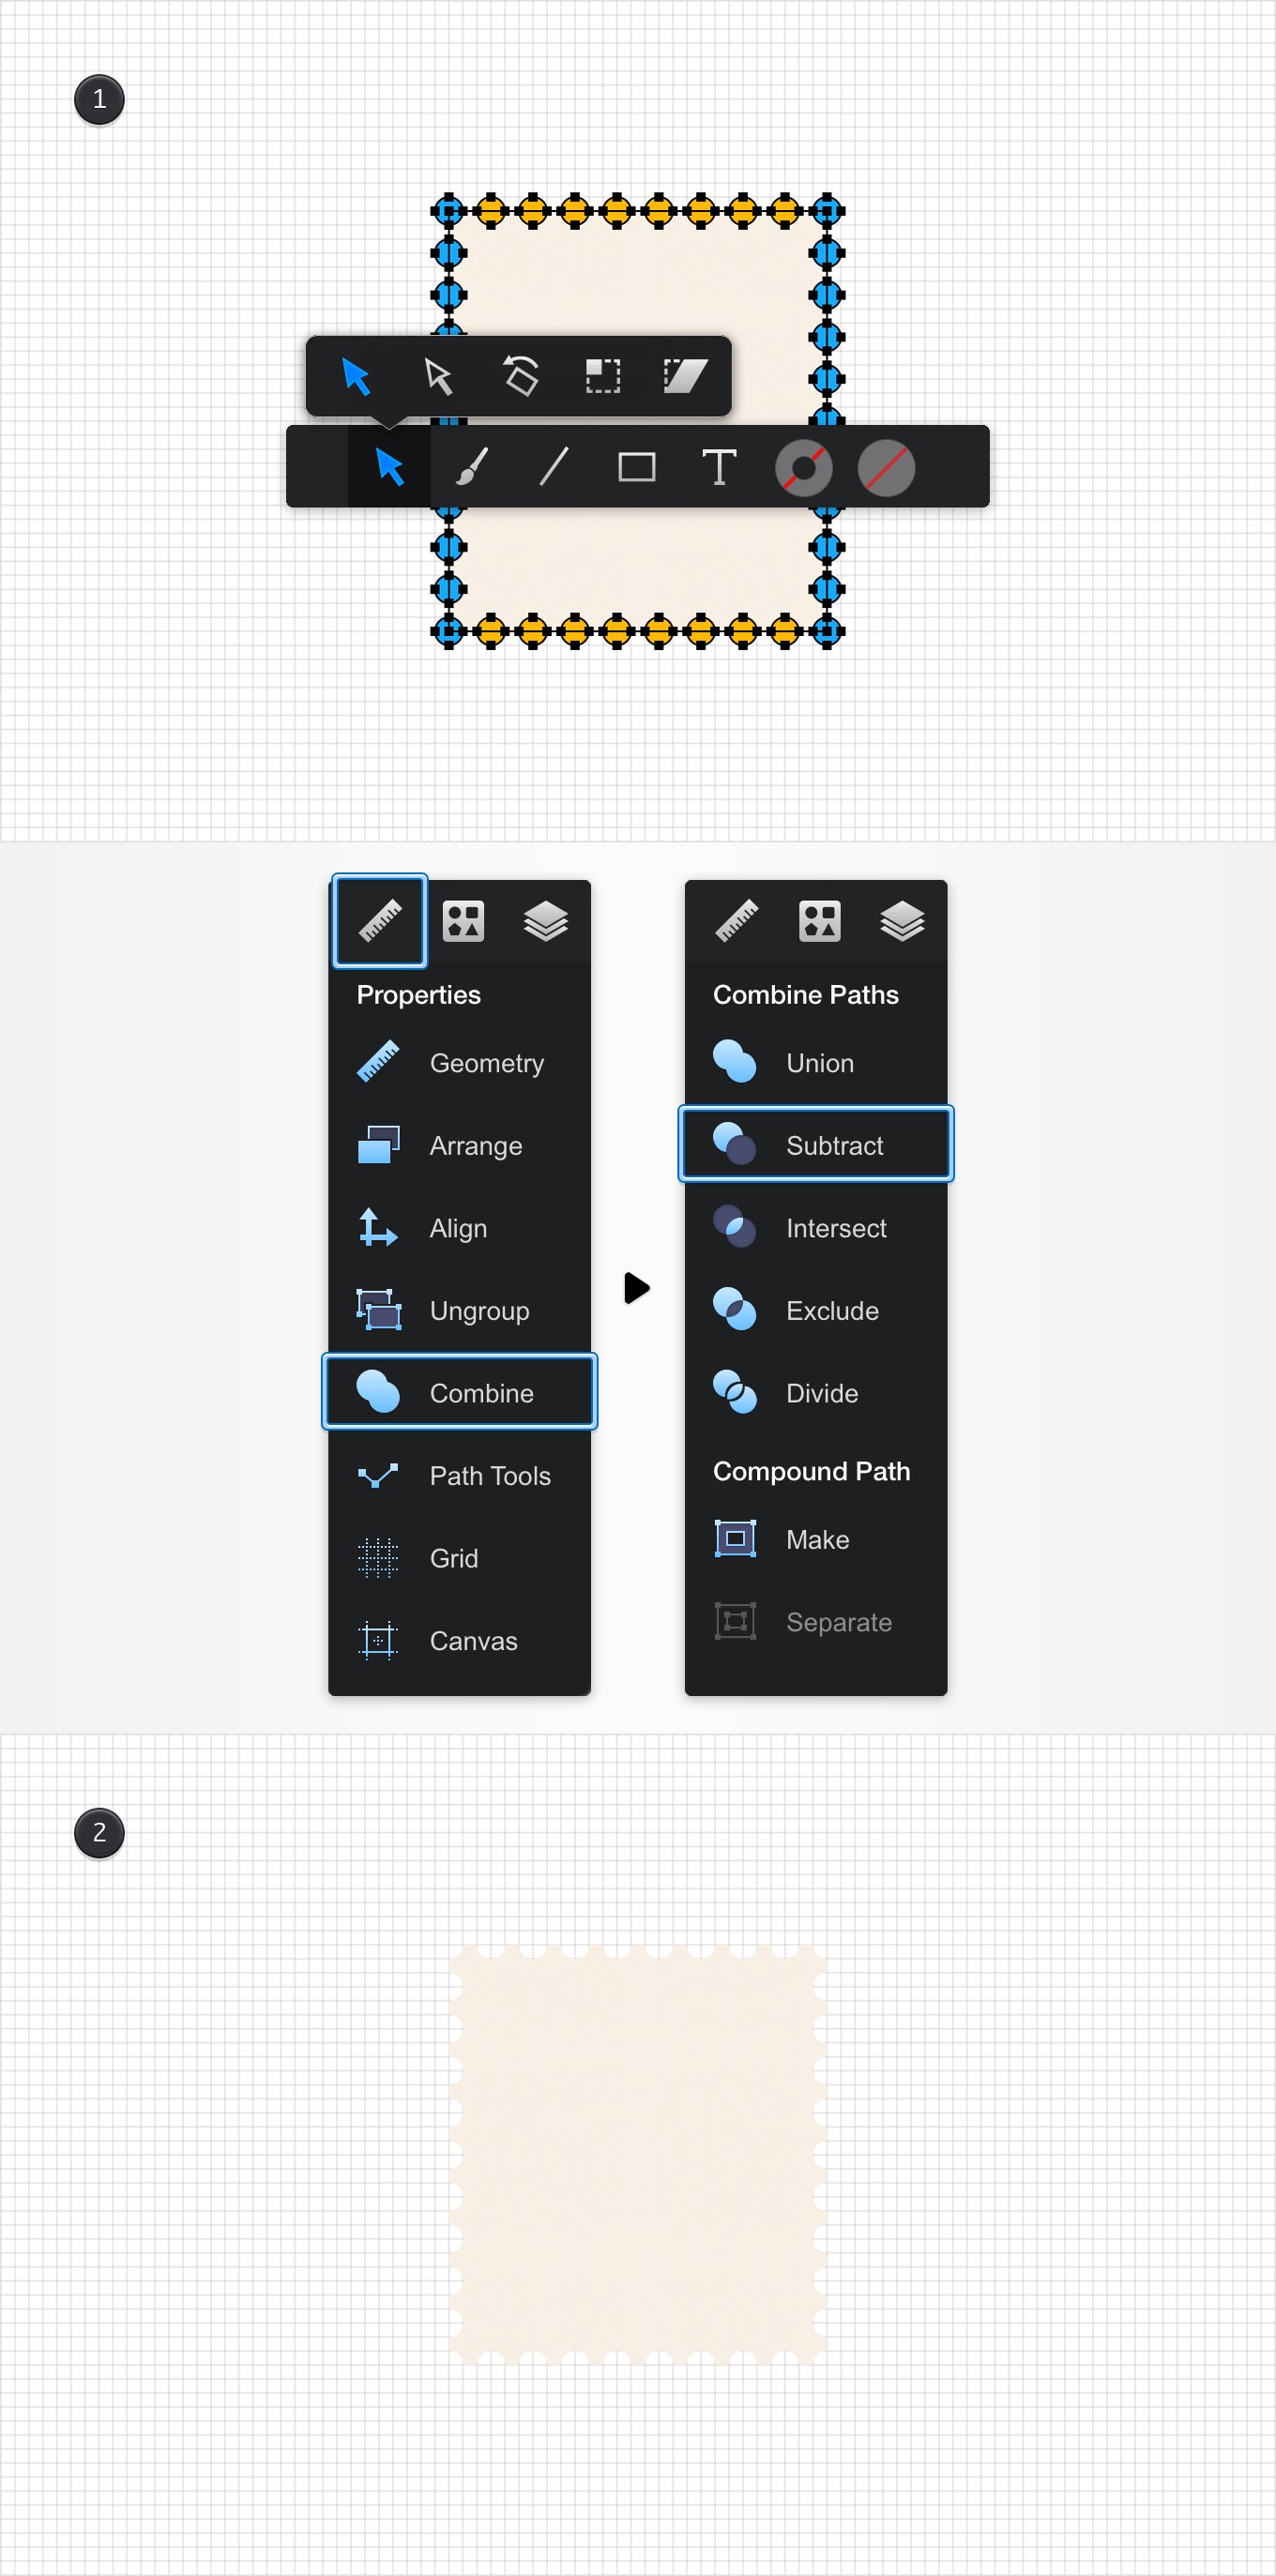 1
T
Properties
Geometry
Arrange
Align
Ungroup
Combine
Path Tools
Grid
Canvas
Combine Paths
Union
Subtract
Intersect
Exclude
Divide
Compound Path
Make
Separate
2